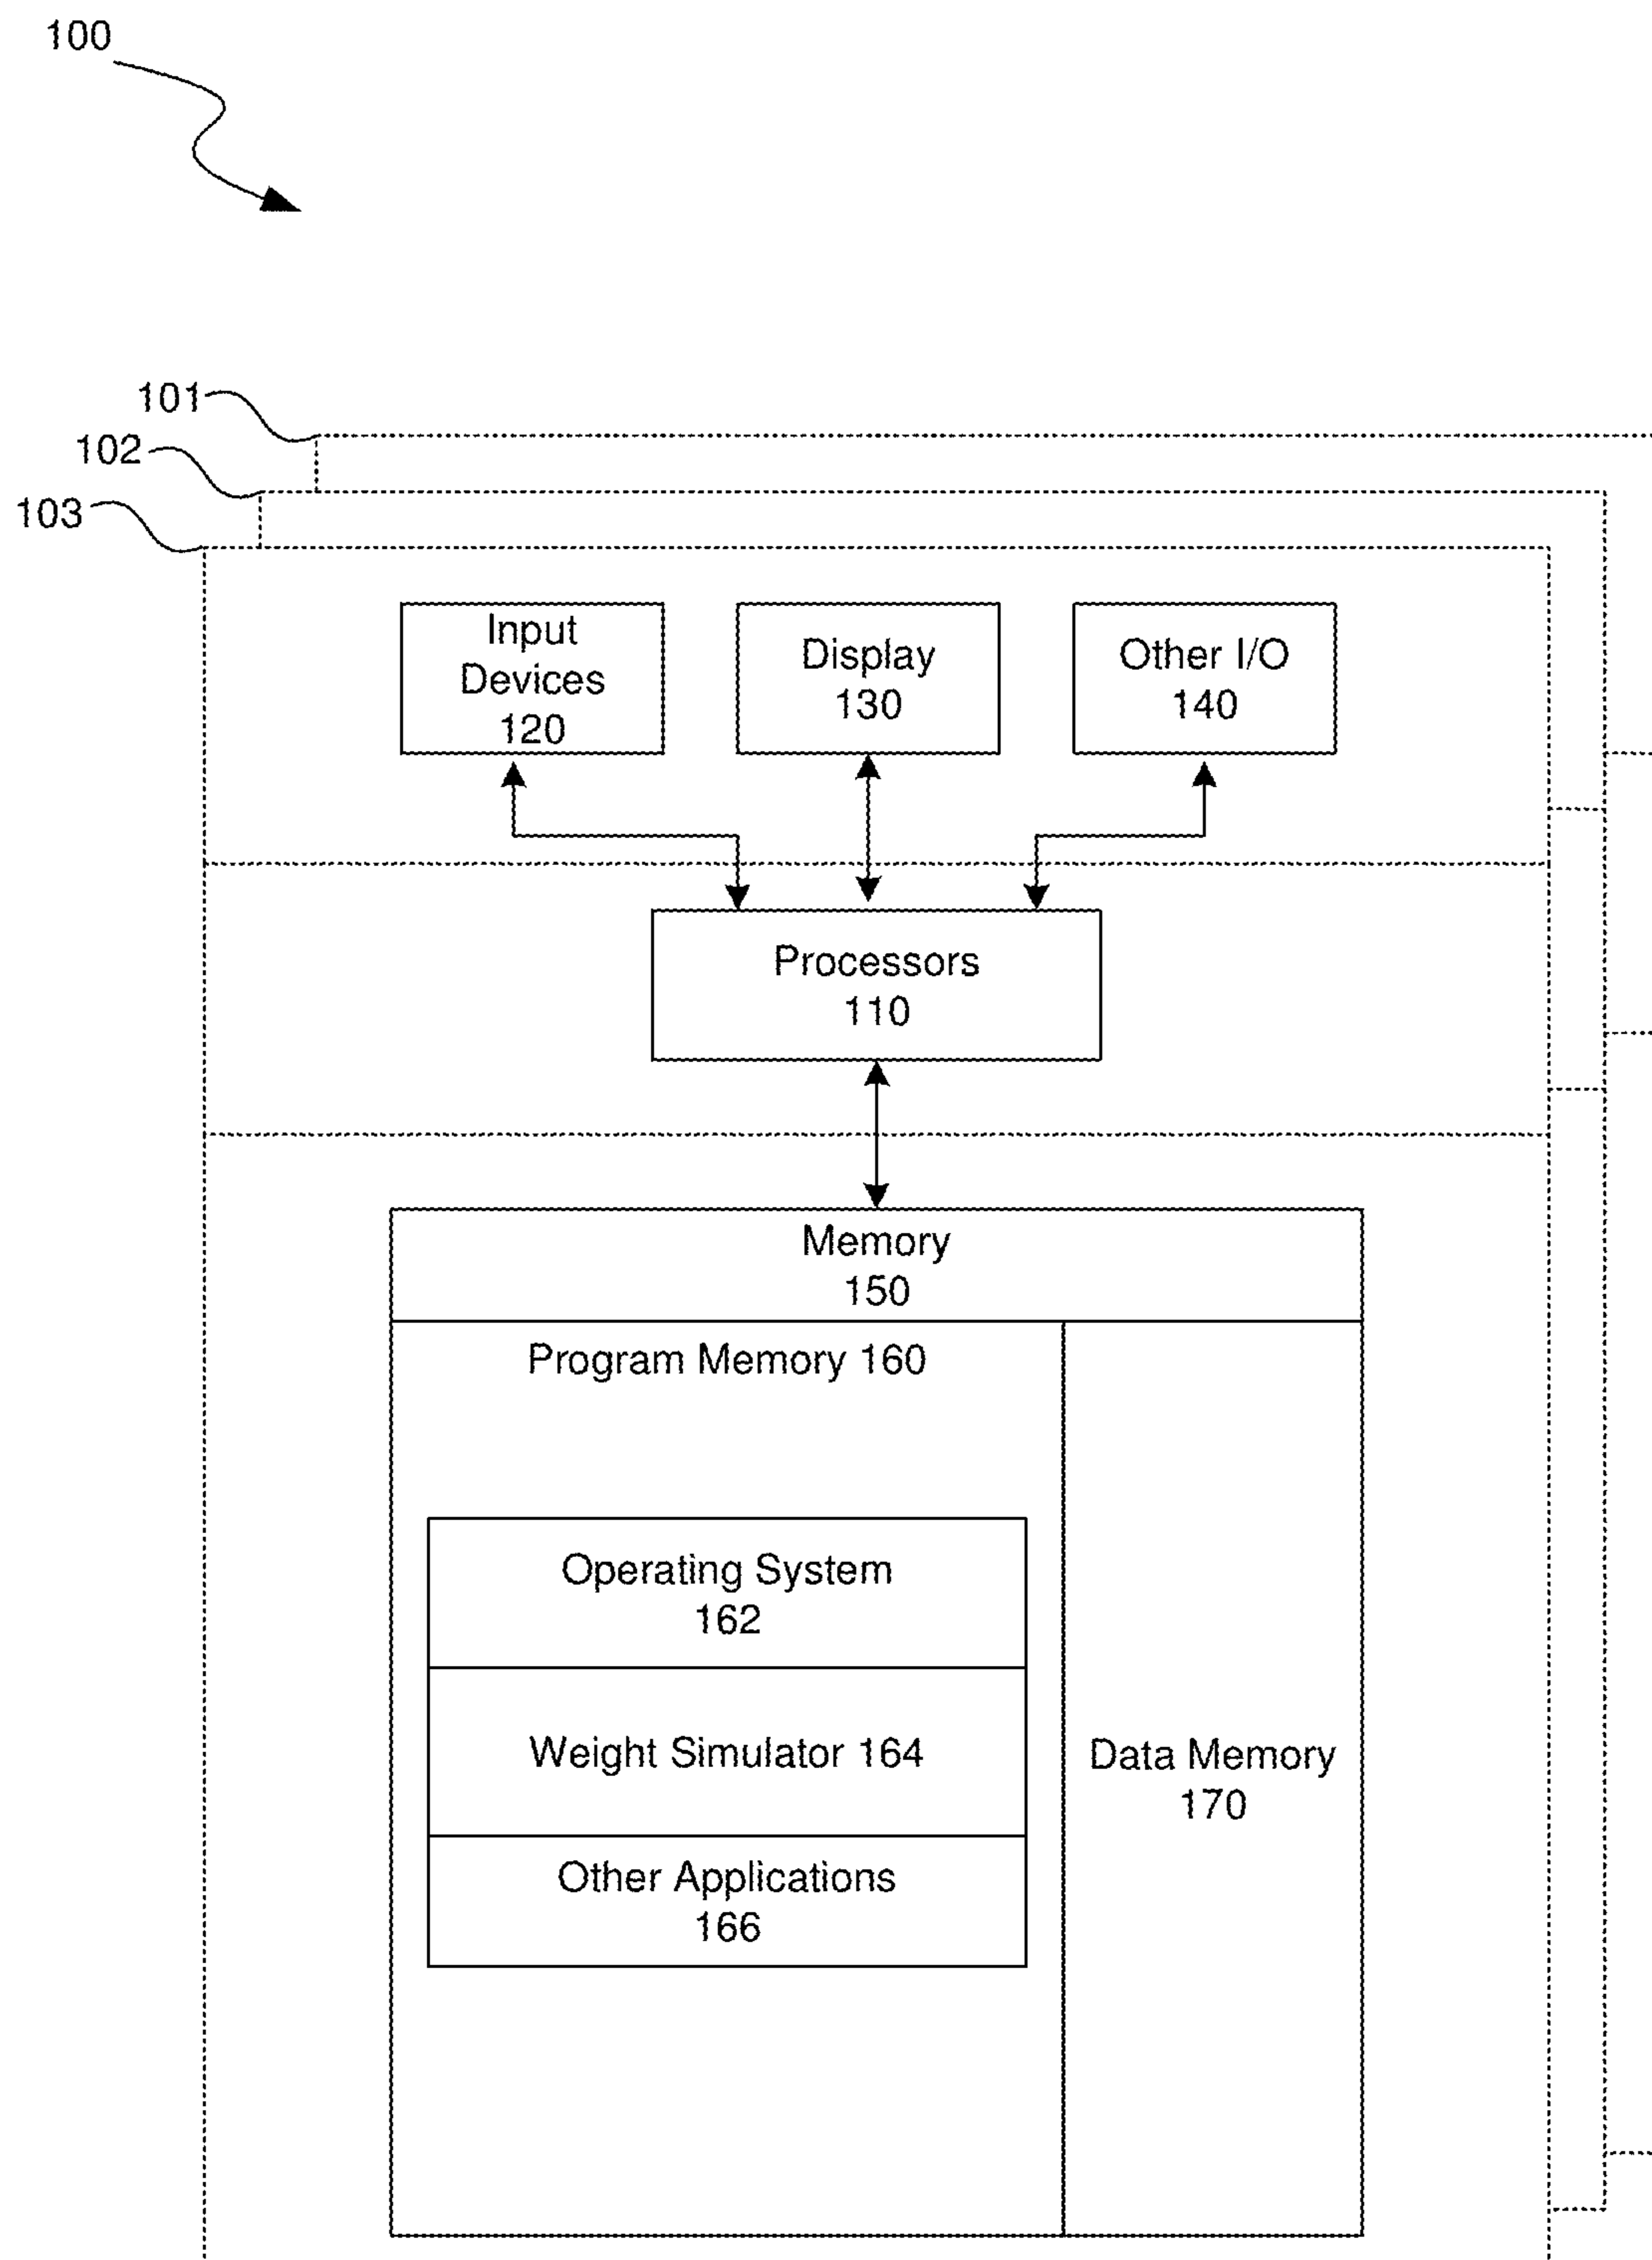 100
101
102
103
Input
Devices
120
Display
130
Other I/O
140
Processors
110
Memory
150
Program Memory 160
Operating System
162
Weight Simulator 164
Other Applications
166
Data Memory
170